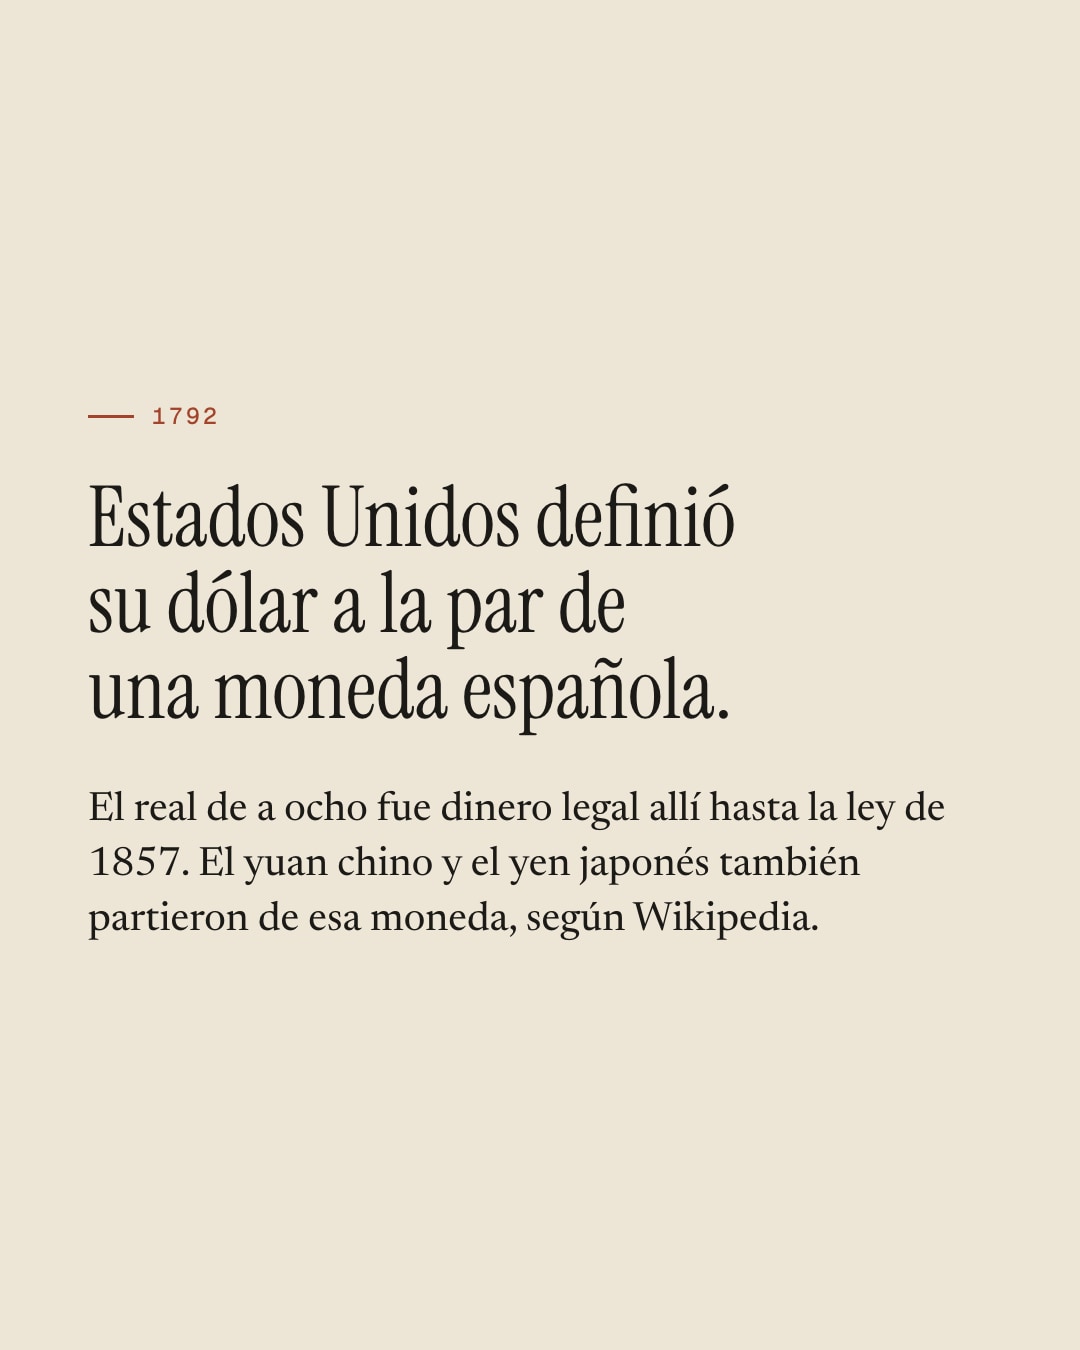 1792
Estados Unidos definió
su dólar a la par de
una moneda española.
El real de a ocho fue dinero legal allí hasta la ley de
1857. El yuan chino y el yen japonés también
partieron de esa moneda, según Wikipedia.